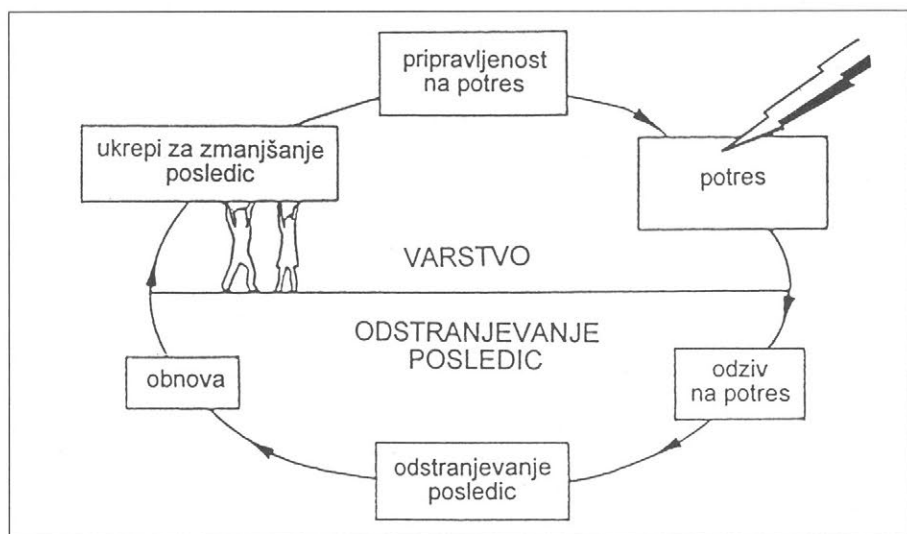 pripravljenost
na potres
ukrepi za zmanjšanje
posledic
potres
VARSTVO
ODSTRANJEVANJE
POSLEDIC
obnova
odziv
na potres
odstranjevanje
posledic